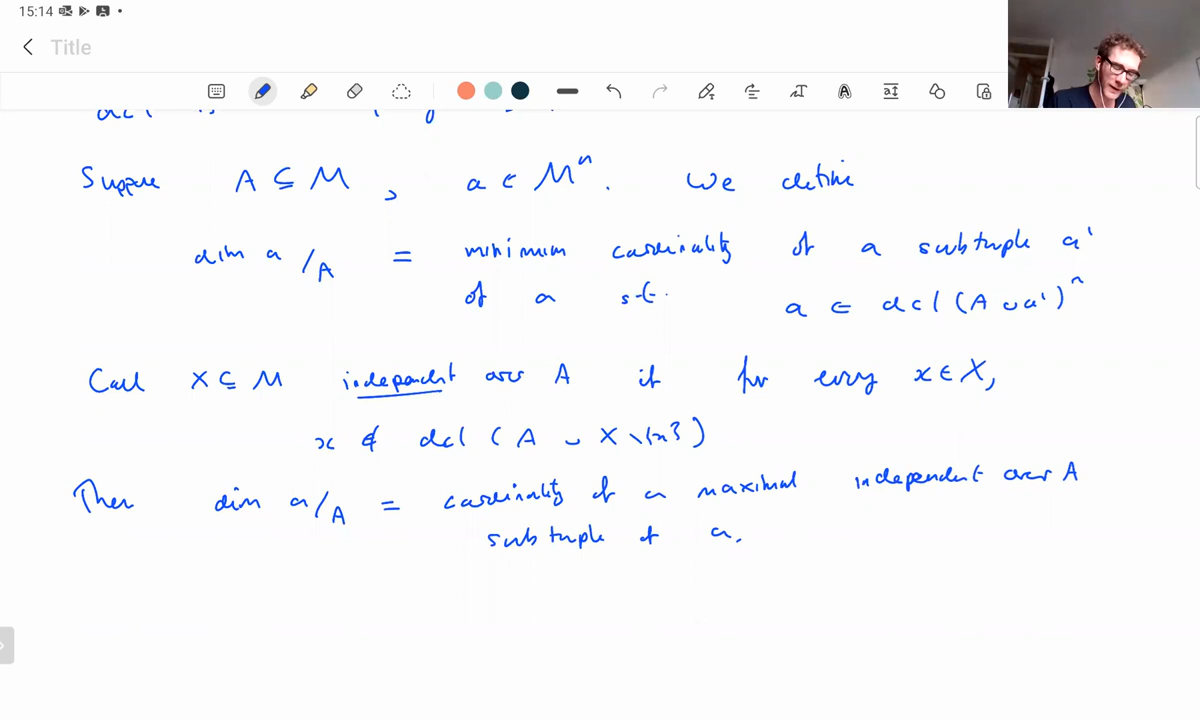 15:14
Title
Suppose A ⊆ M, a ∈ Mⁿ. We define
dim a/A = minimum cardinality of a subtuple a'
of a s.t. a ∈ dcl(A ∪ a')ⁿ
Call X ⊆ M independent over A if for every x ∈ X,
x ∉ dcl(A ∪ X \ {x})
Then dim a/A = cardinality of a maximal independent over A
subtuple of a.